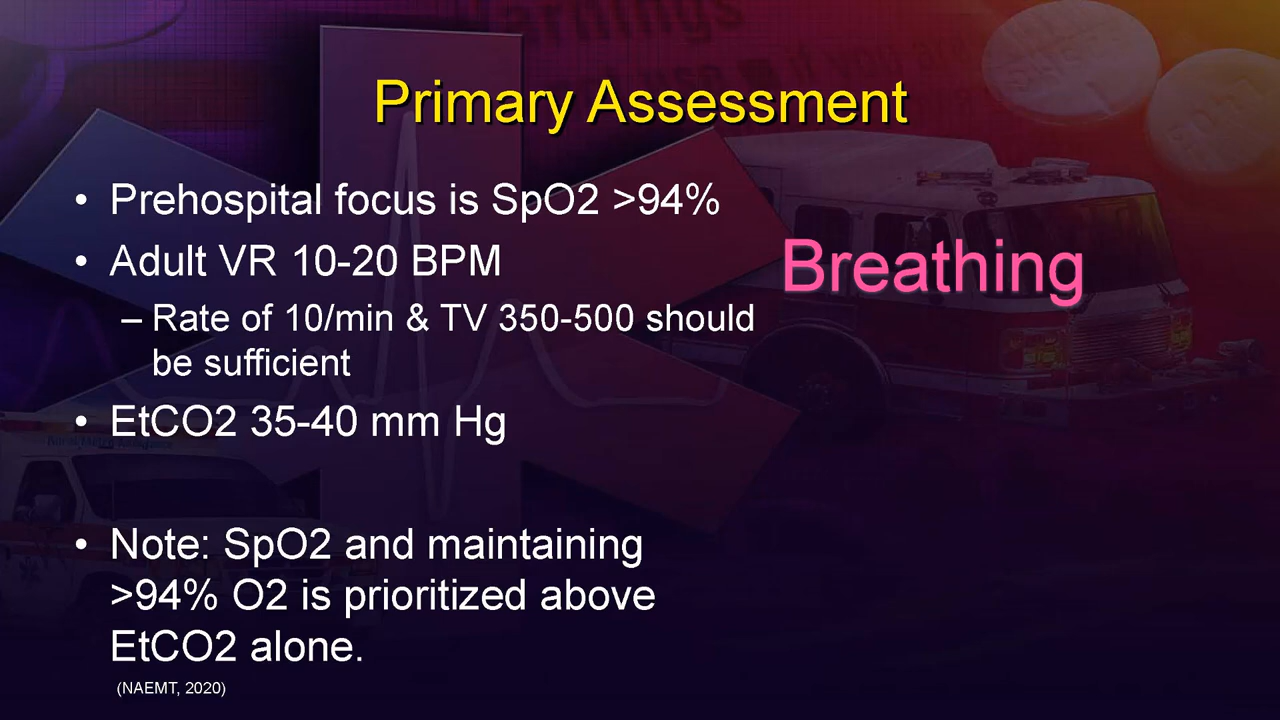 Primary Assessment
• Prehospital focus is SpO2 >94%
• Adult VR 10-20 BPM
– Rate of 10/min & TV 350-500 should
be sufficient
• EtCO2 35-40 mm Hg
• Note: SpO2 and maintaining
>94% O2 is prioritized above
EtCO2 alone.
(NAEMT, 2020)
Breathing